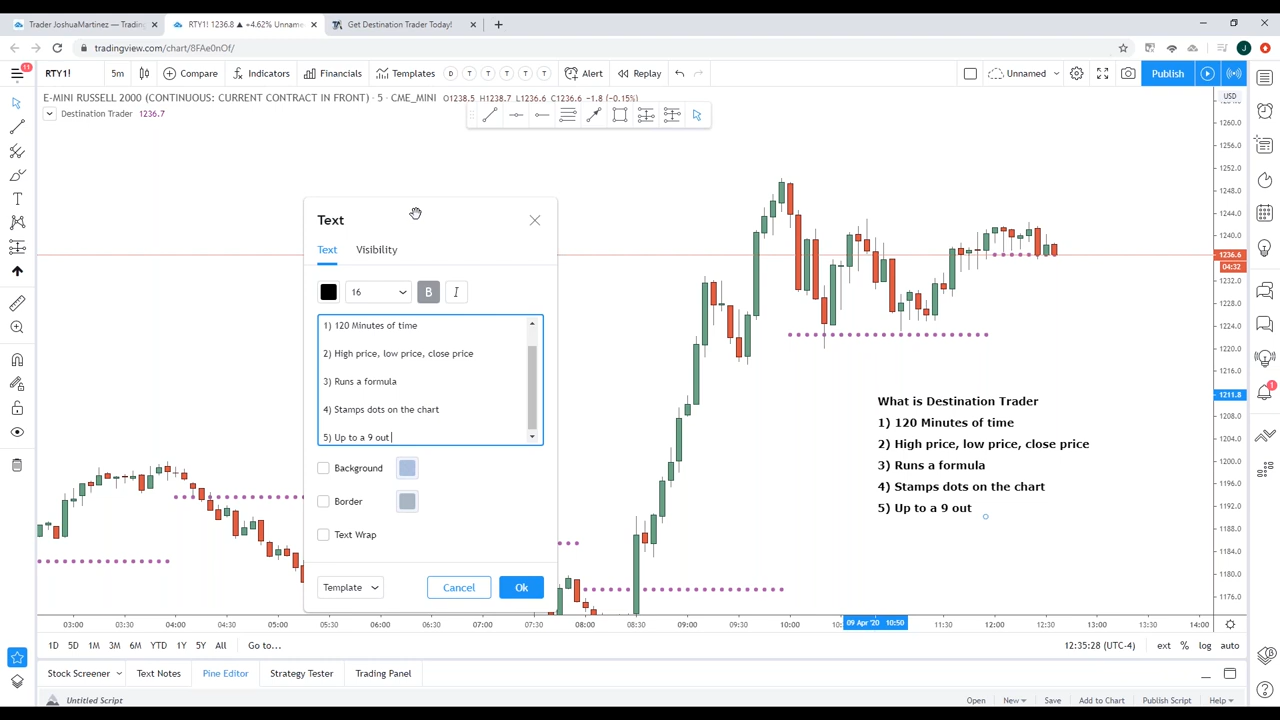 Trader JoshuaMartinez — Trading
RTY1! 1236.8 ▲ +4.62% Unname
Get Destination Trader Today!
tradingview.com/chart/8FAe0nOf/
11
RTY1!
5m
Compare
Indicators
Financials
Templates
D T T T T T
Alert
Replay
Unnamed
Publish
E-MINI RUSSELL 2000 (CONTINUOUS: CURRENT CONTRACT IN FRONT) · 5 · CME_MINI O1238.5 H1238.7 L1236.6 C1236.6 −1.8 (−0.15%)
Destination Trader 1236.7
USD
1260.0
1256.0
1252.0
1248.0
1244.0
1240.0
1236.6
04:32
1232.0
1228.0
1224.0
1220.0
1216.0
1211.8
1208.0
1204.0
1200.0
1196.0
1192.0
1188.0
1184.0
1180.0
1176.0
Text
Text Visibility
16
B I
1) 120 Minutes of time
2) High price, low price, close price
3) Runs a formula
4) Stamps dots on the chart
5) Up to a 9 out
Background
Border
Text Wrap
Template
Cancel
Ok
What is Destination Trader
1) 120 Minutes of time
2) High price, low price, close price
3) Runs a formula
4) Stamps dots on the chart
5) Up to a 9 out
03:00 03:30 04:00 04:30 05:00 05:30 06:00 06:30 07:00 07:30 08:00 08:30 09:00 09:30 10:00 09 Apr '20 10:50 11:30 12:00 12:30 13:00 13:30 14:00
1D 5D 1M 3M 6M YTD 1Y 5Y All Go to...
12:35:28 (UTC-4) ext % log auto
Stock Screener Text Notes Pine Editor Strategy Tester Trading Panel
Untitled Script
Open New Save Add to Chart Publish Script Help
1
J